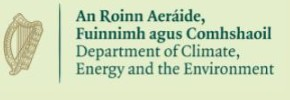 An Roinn Aeráide,
Fuinnimh agus Comhshaoil
Department of Climate,
Energy and the Environment